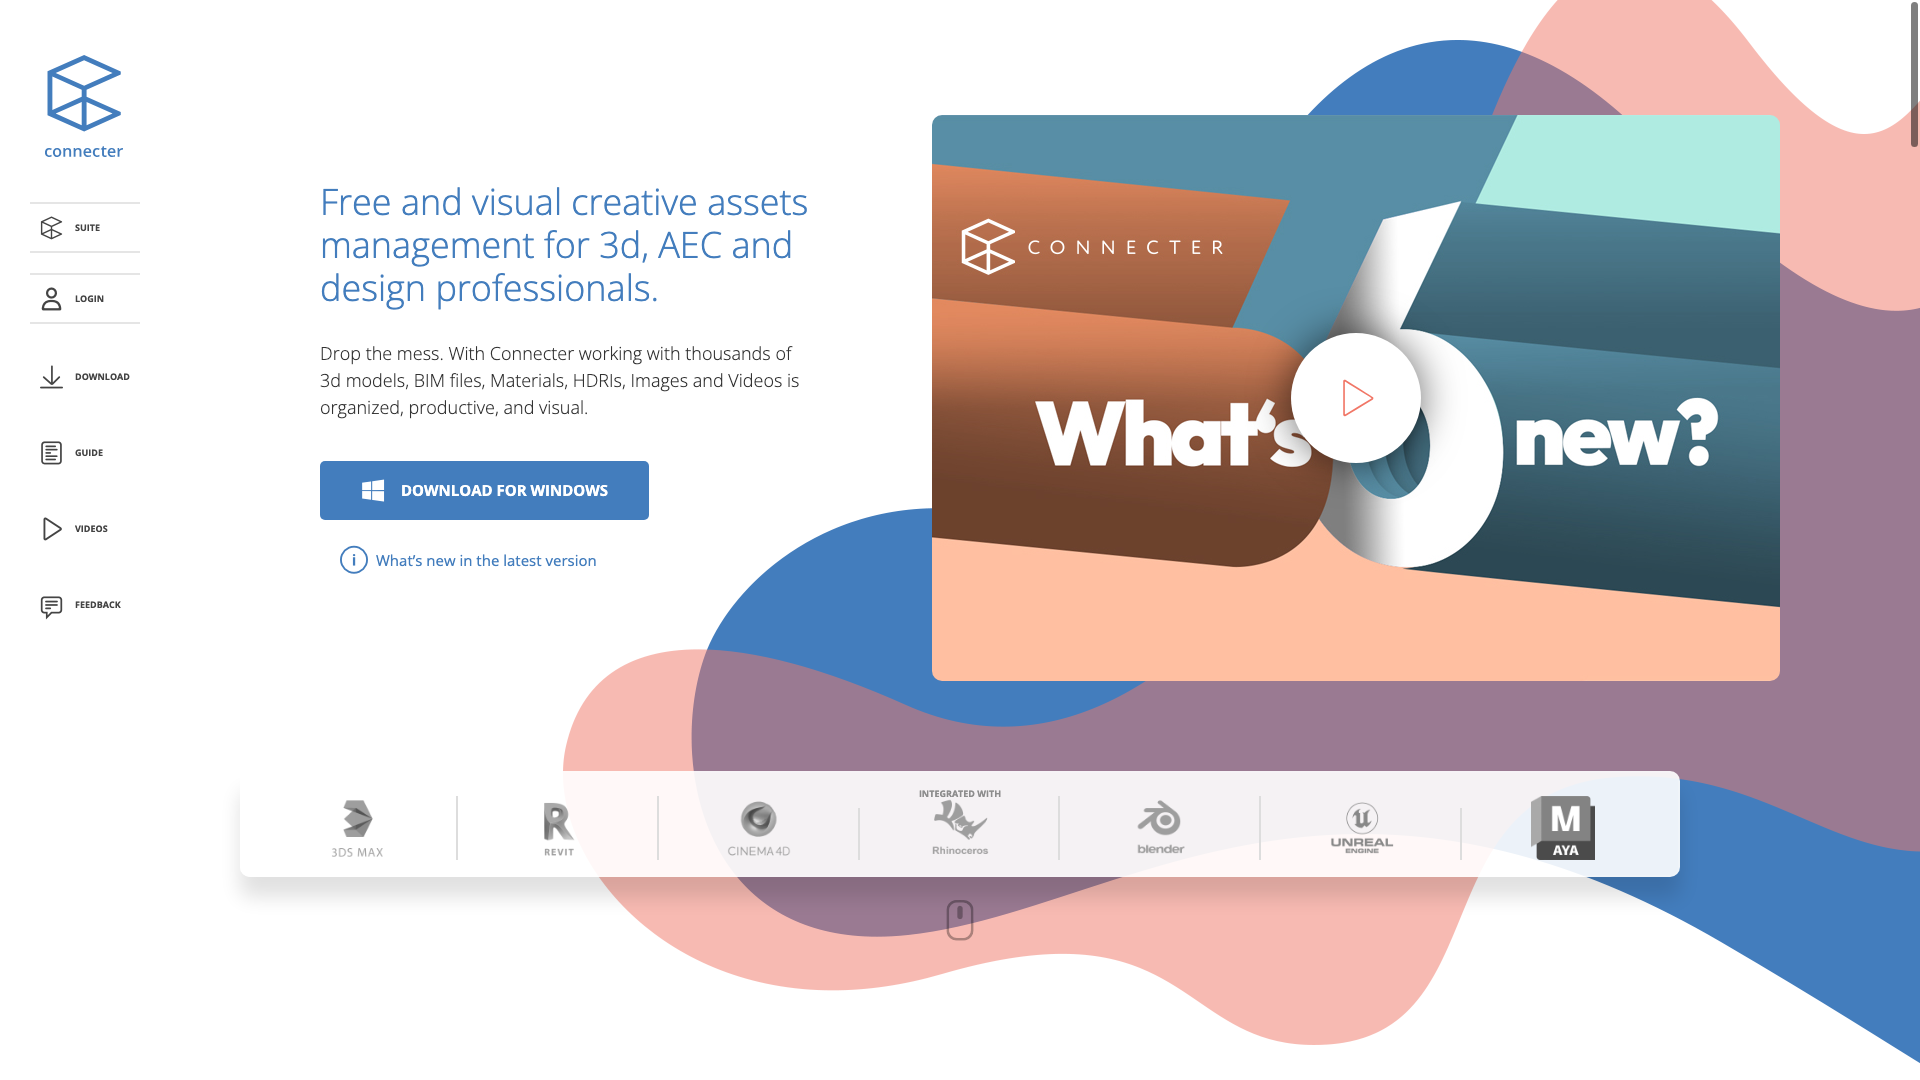 connecter
SUITE
LOGIN
DOWNLOAD
GUIDE
VIDEOS
FEEDBACK
Free and visual creative assets
management for 3d, AEC and
design professionals.
Drop the mess. With Connecter working with thousands of
3d models, BIM files, Materials, HDRIs, Images and Videos is
organized, productive, and visual.
DOWNLOAD FOR WINDOWS
i What's new in the latest version
CONNECTER
What's 6 new?
INTEGRATED WITH
3DS MAX
R
REVIT
CINEMA 4D
Rhinoceros
blender
u
UNREAL
ENGINE
M
AYA